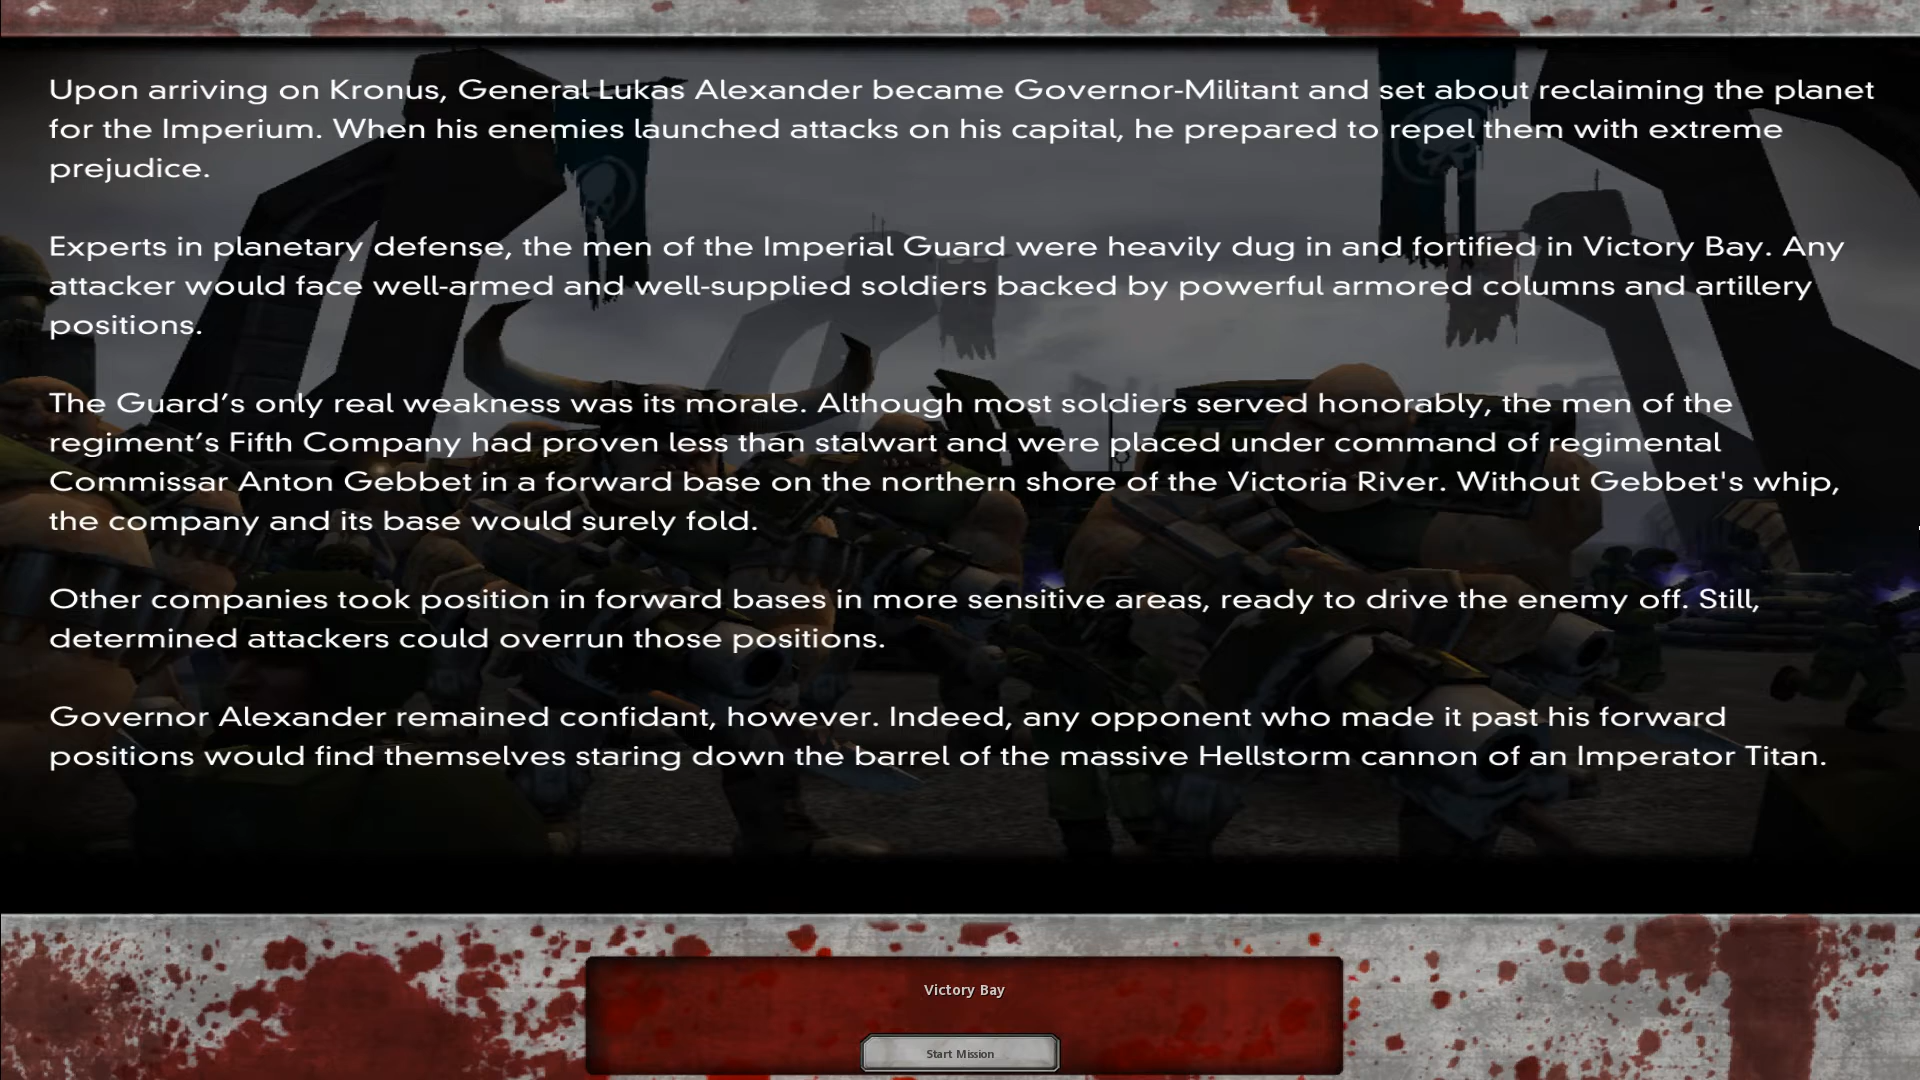 Upon arriving on Kronus, General Lukas Alexander became Governor-Militant and set about reclaiming the planet
for the Imperium. When his enemies launched attacks on his capital, he prepared to repel them with extreme
prejudice.
Experts in planetary defense, the men of the Imperial Guard were heavily dug in and fortified in Victory Bay. Any
attacker would face well-armed and well-supplied soldiers backed by powerful armored columns and artillery
positions.
The Guard’s only real weakness was its morale. Although most soldiers served honorably, the men of the
regiment’s Fifth Company had proven less than stalwart and were placed under command of regimental
Commissar Anton Gebbet in a forward base on the northern shore of the Victoria River. Without Gebbet's whip,
the company and its base would surely fold.
Other companies took position in forward bases in more sensitive areas, ready to drive the enemy off. Still,
determined attackers could overrun those positions.
Governor Alexander remained confidant, however. Indeed, any opponent who made it past his forward
positions would find themselves staring down the barrel of the massive Hellstorm cannon of an Imperator Titan.
Victory Bay
Start Mission